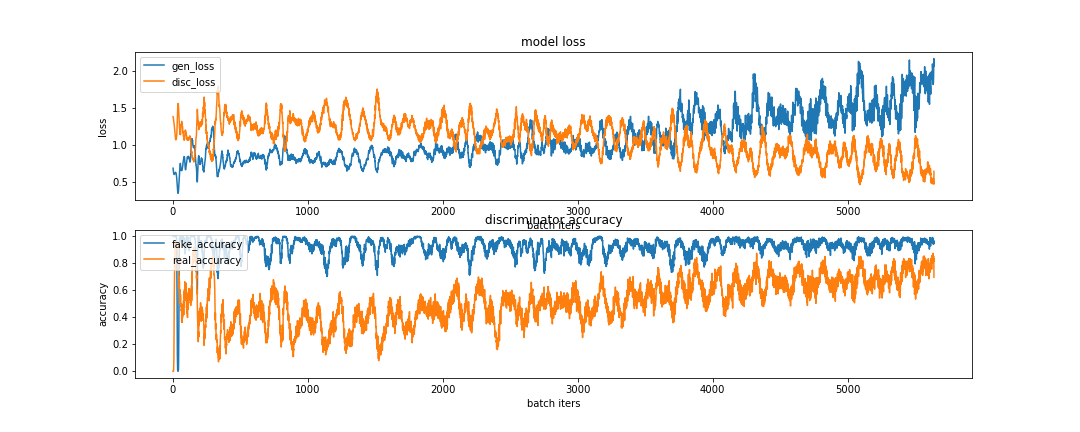 model loss
gen_loss
disc_loss
loss
2.0
1.5
1.0
0.5
0 1000 2000 3000 4000 5000
batch iters
discriminator accuracy
fake_accuracy
real_accuracy
accuracy
1.0
0.8
0.6
0.4
0.2
0.0
0 1000 2000 3000 4000 5000
batch iters